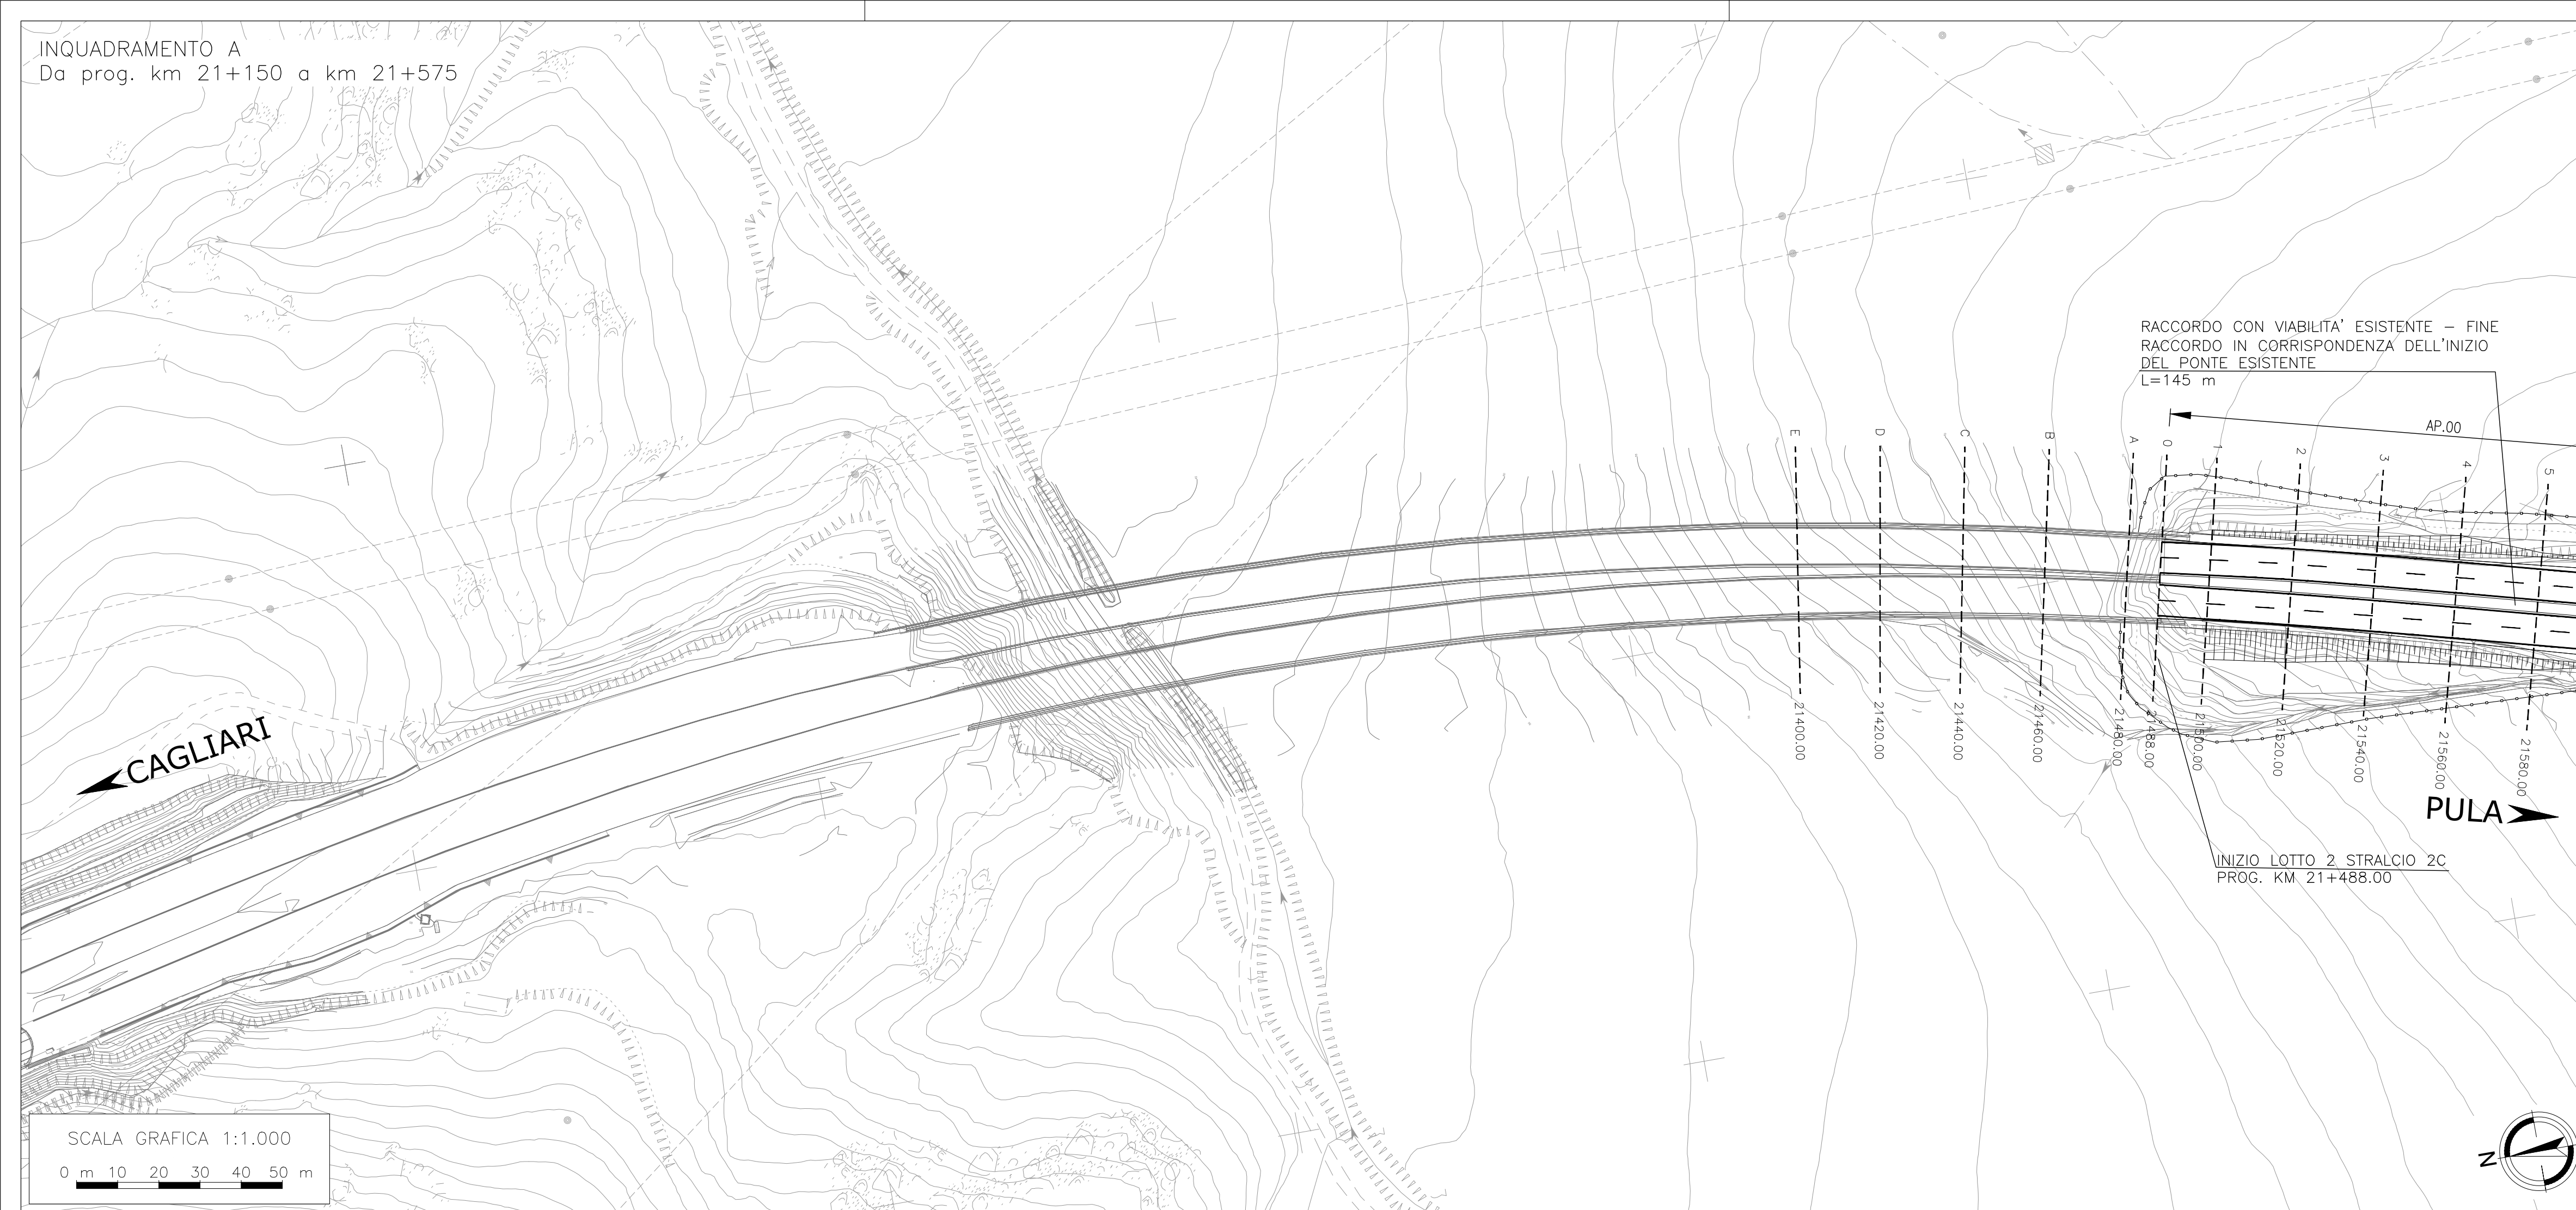 INQUADRAMENTO A
Da prog. km 21+150 a km 21+575
RACCORDO CON VIABILITA' ESISTENTE – FINE
RACCORDO IN CORRISPONDENZA DELL'INIZIO
DEL PONTE ESISTENTE
L=145 m
AP.00
E
D
C
B
A
0
1
2
3
4
5
21400.00
21420.00
21440.00
21460.00
21480.00
21488.00
21500.00
21520.00
21540.00
21560.00
21580.00
CAGLIARI
PULA
INIZIO LOTTO 2 STRALCIO 2C
PROG. KM 21+488.00
SCALA GRAFICA 1:1.000
0 m 10 20 30 40 50 m
N